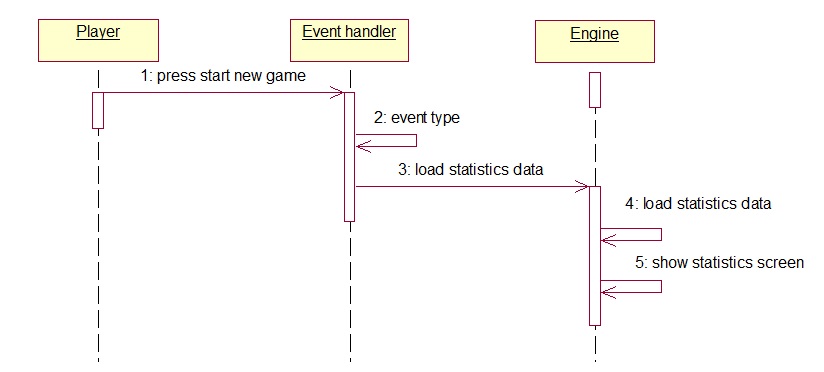 Player
Event handler
Engine
1: press start new game
2: event type
3: load statistics data
4: load statistics data
5: show statistics screen